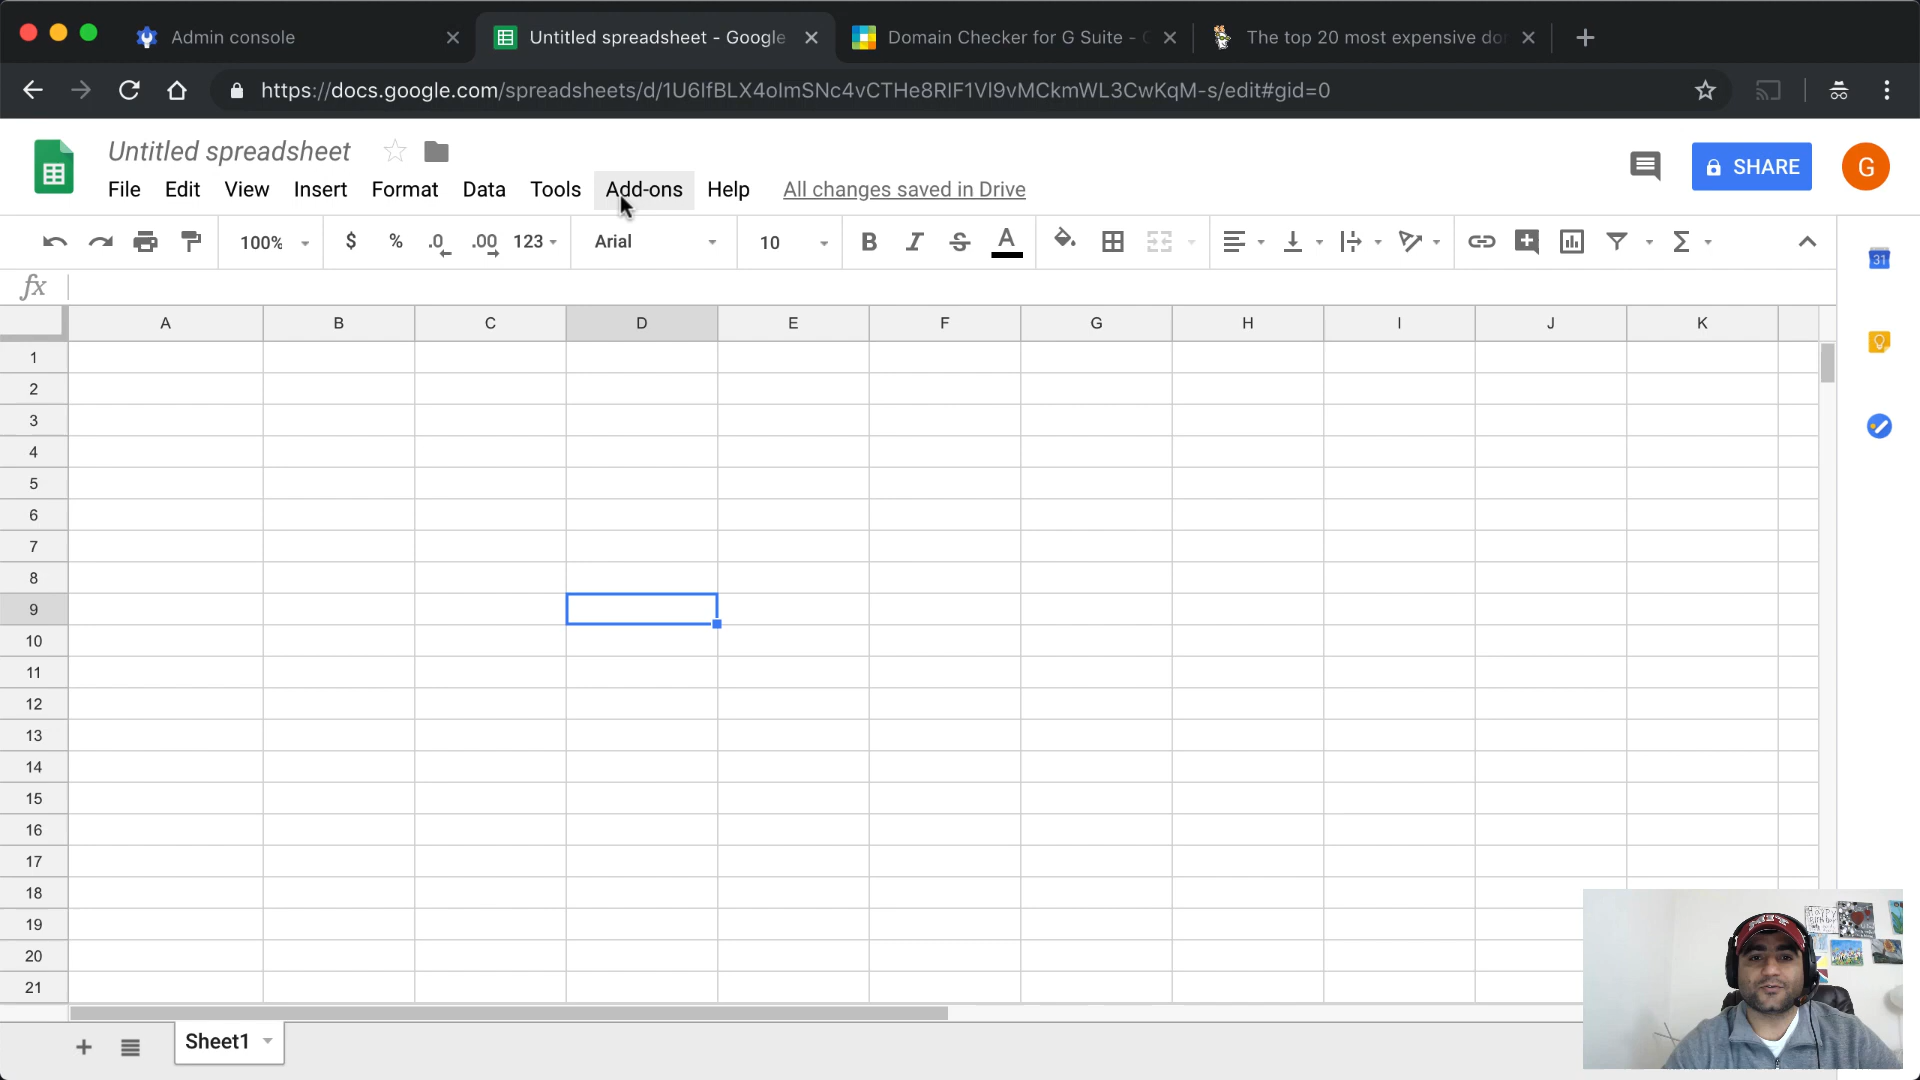 Admin console
Untitled spreadsheet - Google
Domain Checker for G Suite -
The top 20 most expensive do
https://docs.google.com/spreadsheets/d/1U6IfBLX4oImSNc4vCTHe8RIF1VI9vMCkmWL3CwKqM-s/edit#gid=0
Untitled spreadsheet
File Edit View Insert Format Data Tools Add-ons Help All changes saved in Drive
SHARE
G
100% $ % .0 .00 123 Arial 10 B I S A Σ
31
fx
A B C D E F G H I J K
1
2
3
4
5
6
7
8
9
10
11
12
13
14
15
16
17
18
19
20
21
Sheet1